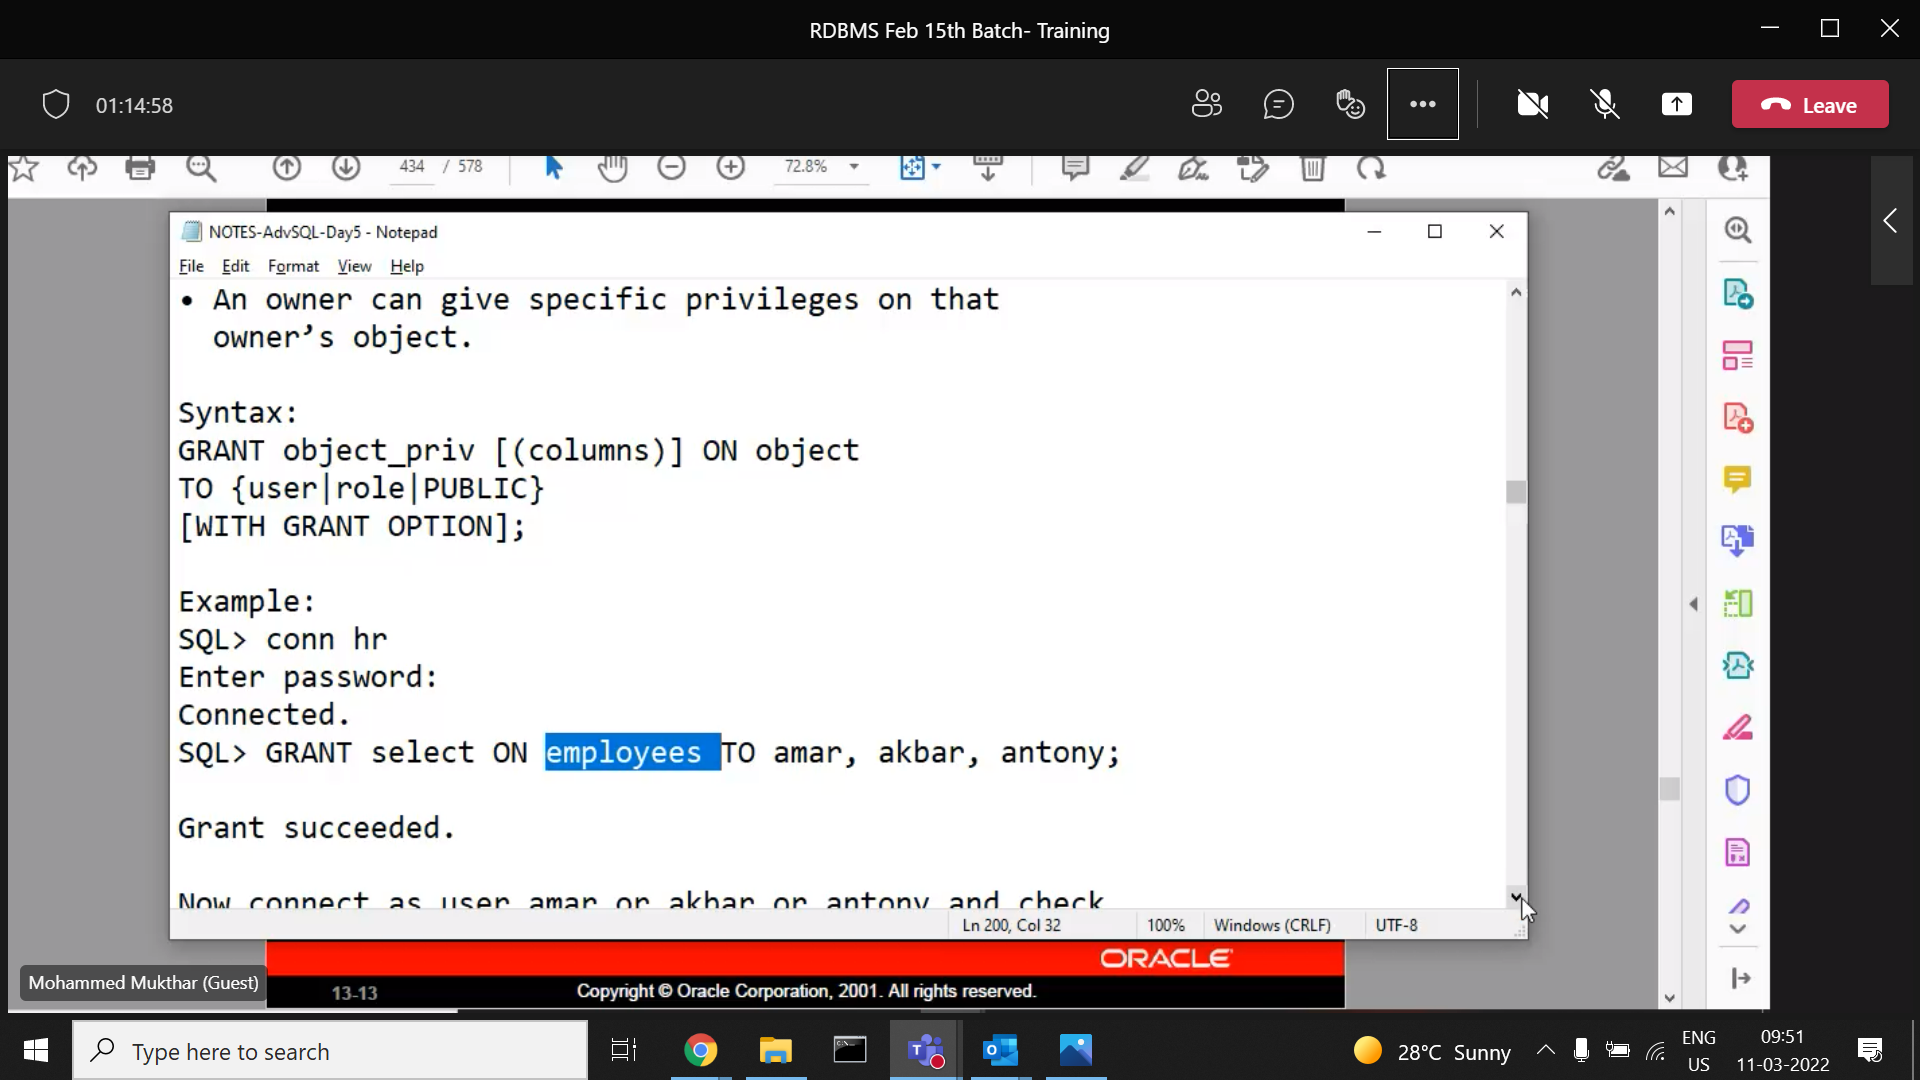 RDBMS Feb 15th Batch- Training
01:14:58
Leave
434 / 578
72.8%
NOTES-AdvSQL-Day5 - Notepad
File Edit Format View Help
• An owner can give specific privileges on that
owner’s object.
Syntax:
GRANT object_priv [(columns)] ON object
TO {user|role|PUBLIC}
[WITH GRANT OPTION];
Example:
SQL> conn hr
Enter password:
Connected.
SQL> GRANT select ON employees TO amar, akbar, antony;
Grant succeeded.
Now connect as user amar or akbar or antony and check
Ln 200, Col 32 100% Windows (CRLF) UTF-8
ORACLE
Mohammed Mukthar (Guest)
13-13 Copyright © Oracle Corporation, 2001. All rights reserved.
Type here to search
28°C Sunny
ENG
US
09:51
11-03-2022